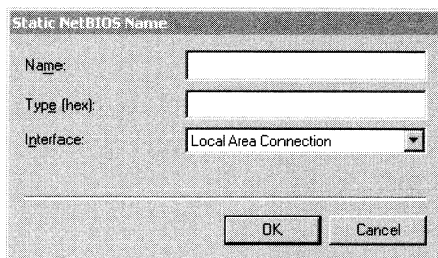 Static NetBIOS Name
Name:
Type (hex):
Interface:
Local Area Connection
OK
Cancel